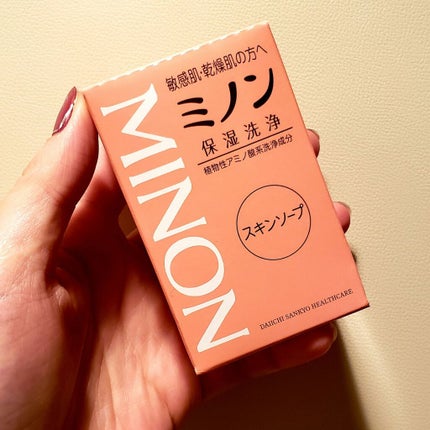 敏感肌・乾燥肌の方へ
ミノン
保湿洗浄
植物性アミノ酸系洗浄成分
スキンソープ
MINON
DAIICHI SANKYO HEALTHCARE